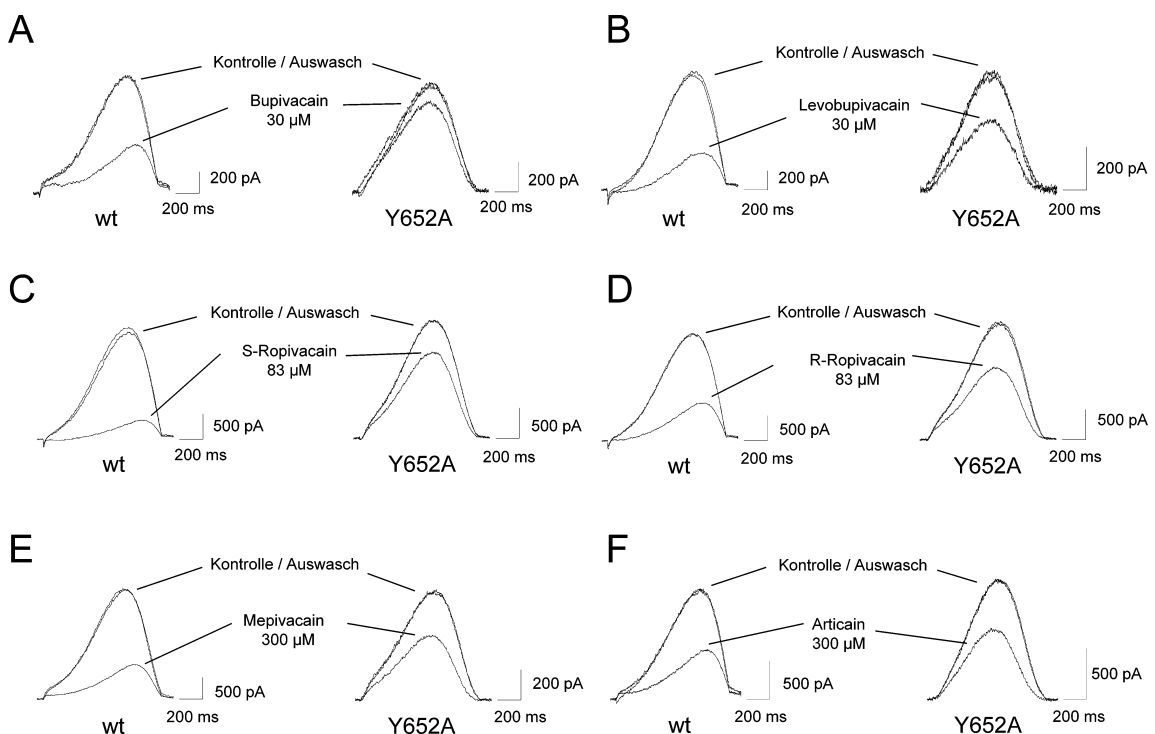 A
Kontrolle / Auswasch
Bupivacain
30 µM
200 pA
200 ms
wt
200 pA
200 ms
Y652A
B
Kontrolle / Auswasch
Levobupivacain
30 µM
200 pA
200 ms
wt
200 pA
200 ms
Y652A
C
Kontrolle / Auswasch
S-Ropivacain
83 µM
500 pA
200 ms
wt
500 pA
200 ms
Y652A
D
Kontrolle / Auswasch
R-Ropivacain
83 µM
500 pA
200 ms
wt
500 pA
200 ms
Y652A
E
Kontrolle / Auswasch
Mepivacain
300 µM
500 pA
200 ms
wt
200 pA
200 ms
Y652A
F
Kontrolle / Auswasch
Articain
300 µM
500 pA
200 ms
wt
500 pA
200 ms
Y652A